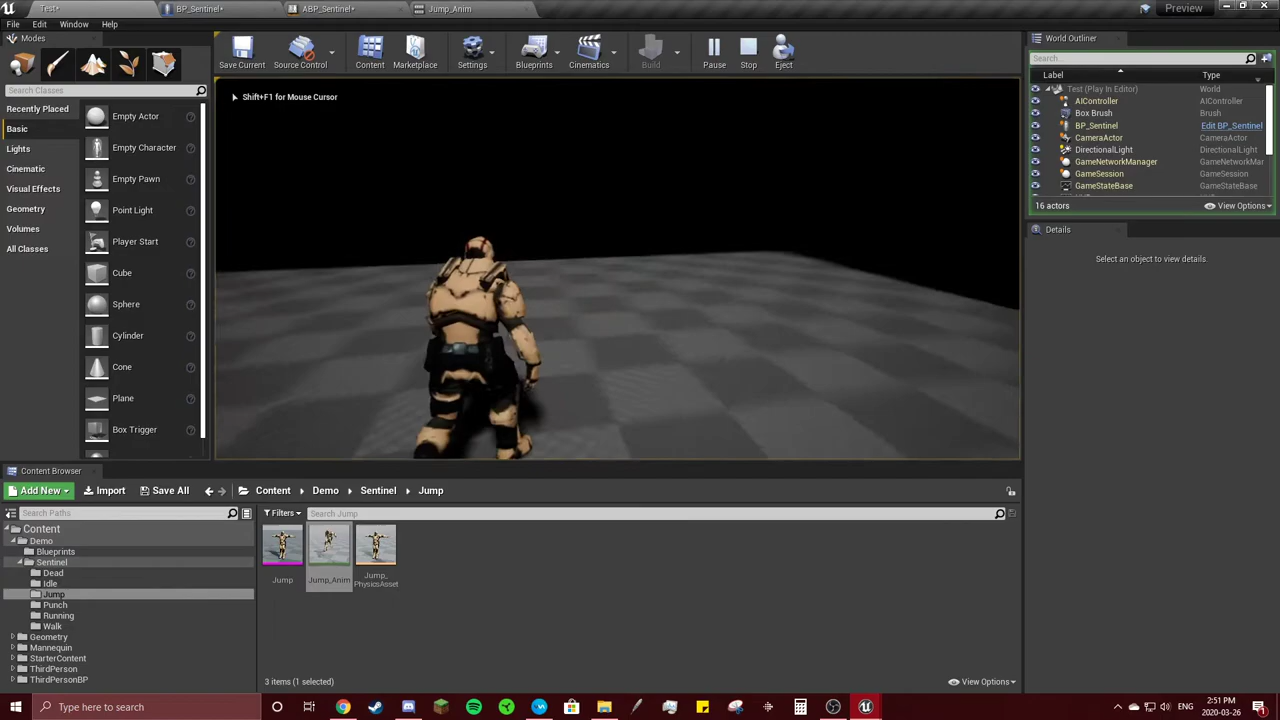 Test*
BP_Sentinel*
ABP_Sentinel*
Jump_Anim
Preview
File
Edit
Window
Help
Modes
Search Classes
Recently Placed
Basic
Lights
Cinematic
Visual Effects
Geometry
Volumes
All Classes
Empty Actor
Empty Character
Empty Pawn
Point Light
Player Start
Cube
Sphere
Cylinder
Cone
Plane
Box Trigger
Save Current
Source Control
Content
Marketplace
Settings
Blueprints
Cinematics
Build
Pause
Stop
Eject
Shift+F1 for Mouse Cursor
World Outliner
Search...
Label
Type
Test (Play In Editor)
World
AIController
AIController
Box Brush
Brush
BP_Sentinel
Edit BP_Sentinel
CameraActor
CameraActor
DirectionalLight
DirectionalLight
GameNetworkManager
GameNetworkMar
GameSession
GameSession
GameStateBase
GameStateBase
16 actors
View Options
Details
Select an object to view details.
Content Browser
Add New
Import
Save All
Content
Demo
Sentinel
Jump
Search Paths
Filters
Search Jump
Content
Demo
Blueprints
Sentinel
Dead
Idle
Jump
Punch
Running
Walk
Geometry
Mannequin
StarterContent
ThirdPerson
ThirdPersonBP
Jump
Jump_Anim
Jump_
PhysicsAsset
3 items (1 selected)
View Options
Type here to search
2:51 PM
2020-03-26